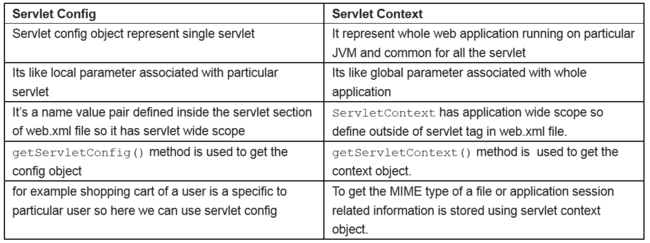 Servlet Config
Servlet Context
Servlet config object represent single servlet
It represent whole web application running on particular
JVM and common for all the servlet
Its like local parameter associated with particular
servlet
Its like global parameter associated with whole
application
It's a name value pair defined inside the servlet section
of web.xml file so it has servlet wide scope
ServletContext has application wide scope so
define outside of servlet tag in web.xml file.
getServletConfig() method is used to get the
config object
getServletContext() method is used to get the
context object.
for example shopping cart of a user is a specific to
particular user so here we can use servlet config
To get the MIME type of a file or application session
related information is stored using servlet context
object.